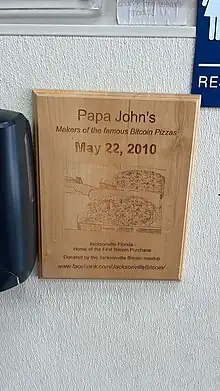 Papa John's
Makers of the famous Bitcoin Pizzas
May 22, 2010
Jacksonville Florida -
Home of the First Bitcoin Purchase
Donated by the Jacksonville Bitcoin meetup
www.facebook.com/JacksonvilleBitcoin/
RES